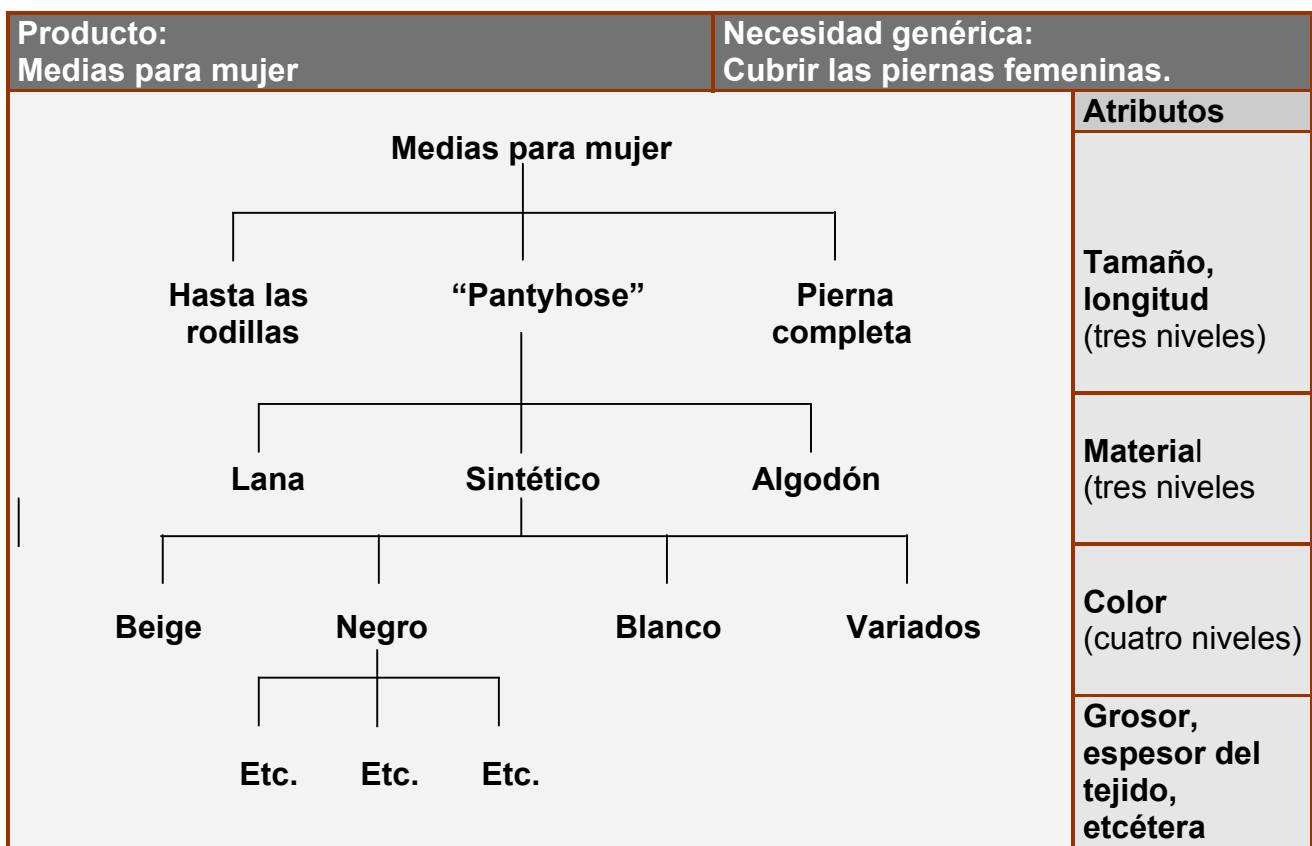 Producto:
Medias para mujer
Necesidad genérica:
Cubrir las piernas femeninas.
Atributos
Medias para mujer
Hasta las
rodillas
“Pantyhose”
Pierna
completa
Tamaño,
longitud
(tres niveles)
Lana
Sintético
Algodón
Material
(tres niveles
Beige
Negro
Blanco
Variados
Color
(cuatro niveles)
Etc.
Etc.
Etc.
Grosor,
espesor del
tejido,
etcétera